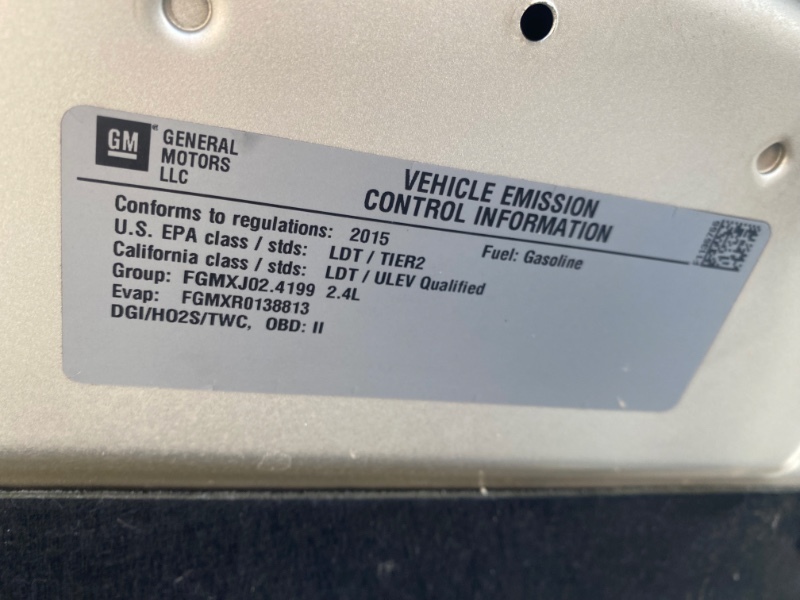 GM
GENERAL
MOTORS
LLC
VEHICLE EMISSION
CONTROL INFORMATION
Conforms to regulations: 2015
Fuel: Gasoline
U.S. EPA class / stds: LDT / TIER2
California class / stds: LDT / ULEV Qualified
Group: FGMXJ02.4199 2.4L
Evap: FGMXR0138813
DGI/HO2S/TWC, OBD: II